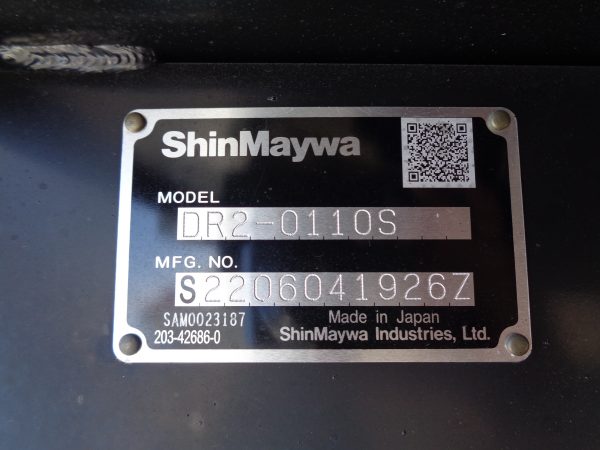 ShinMaywa
MODEL
DR2-0110S
MFG. NO.
S2206041926Z
SAM0023187
Made in Japan
203-42686-0
ShinMaywa Industries, Ltd.